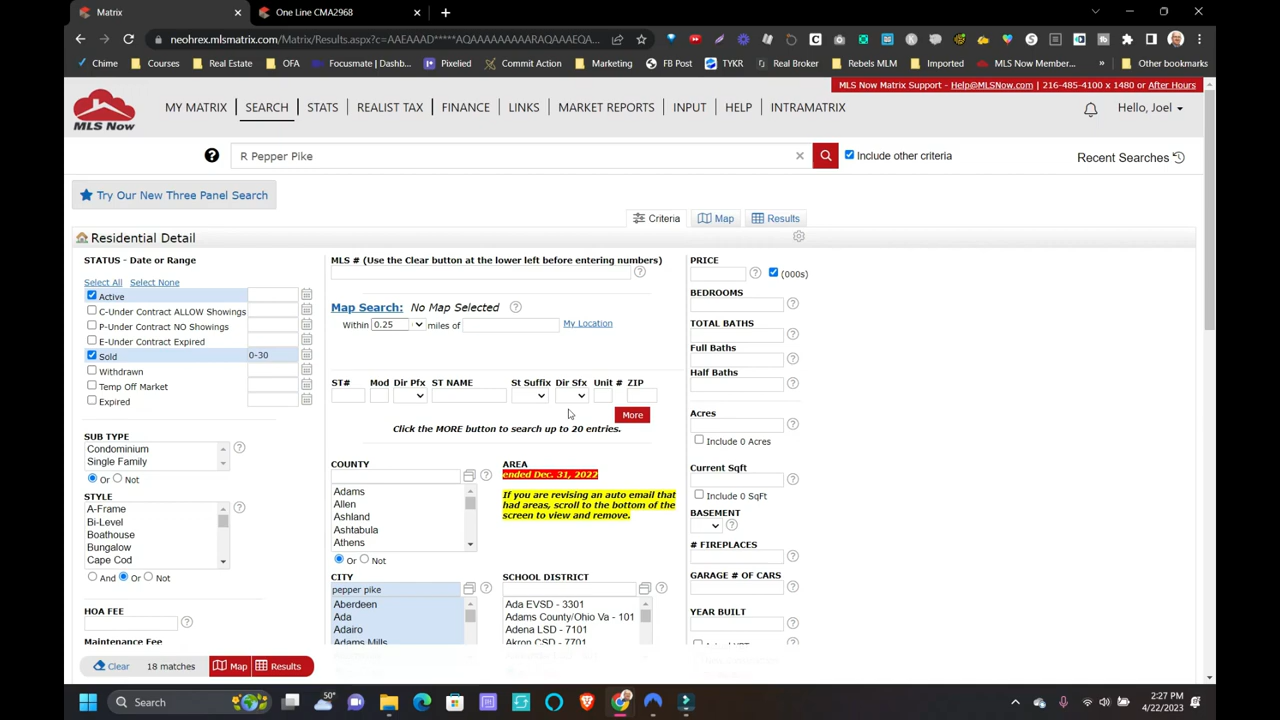 Matrix
One Line CMA2968
neohrex.mlsmatrix.com/Matrix/Results.aspx?c=AAEAAAD*****AQAAAAAAAAARAQAAAEQA...
Chime
Courses
Real Estate
OFA
Focusmate | Dashb...
Pixelied
Commit Action
Marketing
FB Post
TYKR
Real Broker
Rebels MLM
Imported
MLS Now Member...
Other bookmarks
MLS Now Matrix Support - Help@MLSNow.com | 216-485-4100 x 1480 or After Hours
MLS Now
MY MATRIX
SEARCH
STATS
REALIST TAX
FINANCE
LINKS
MARKET REPORTS
INPUT
HELP
INTRAMATRIX
Hello, Joel
R Pepper Pike
Include other criteria
Recent Searches
Try Our New Three Panel Search
Criteria
Map
Results
Residential Detail
STATUS - Date or Range
Select All Select None
Active
C-Under Contract ALLOW Showings
P-Under Contract NO Showings
E-Under Contract Expired
Sold 0-30
Withdrawn
Temp Off Market
Expired
SUB TYPE
Condominium
Single Family
Or Not
STYLE
A-Frame
Bi-Level
Boathouse
Bungalow
Cape Cod
And Or Not
HOA FEE
Maintenance Fee
MLS # (Use the Clear button at the lower left before entering numbers)
Map Search: No Map Selected
Within 0.25 miles of My Location
ST# Mod Dir Pfx ST NAME St Suffix Dir Sfx Unit # ZIP
More
Click the MORE button to search up to 20 entries.
COUNTY
Adams
Allen
Ashland
Ashtabula
Athens
Or Not
AREA
ended Dec. 31, 2022
If you are revising an auto email that
had areas, scroll to the bottom of the
screen to view and remove.
CITY
pepper pike
Aberdeen
Ada
Adairo
Adams Mills
SCHOOL DISTRICT
Ada EVSD - 3301
Adams County/Ohio Va - 101
Adena LSD - 7101
Akron CSD - 7701
PRICE
(000s)
BEDROOMS
TOTAL BATHS
Full Baths
Half Baths
Acres
Include 0 Acres
Current Sqft
Include 0 SqFt
BASEMENT
# FIREPLACES
GARAGE # OF CARS
YEAR BUILT
Clear
18 matches
Map
Results
Search
50°
2:27 PM
4/22/2023